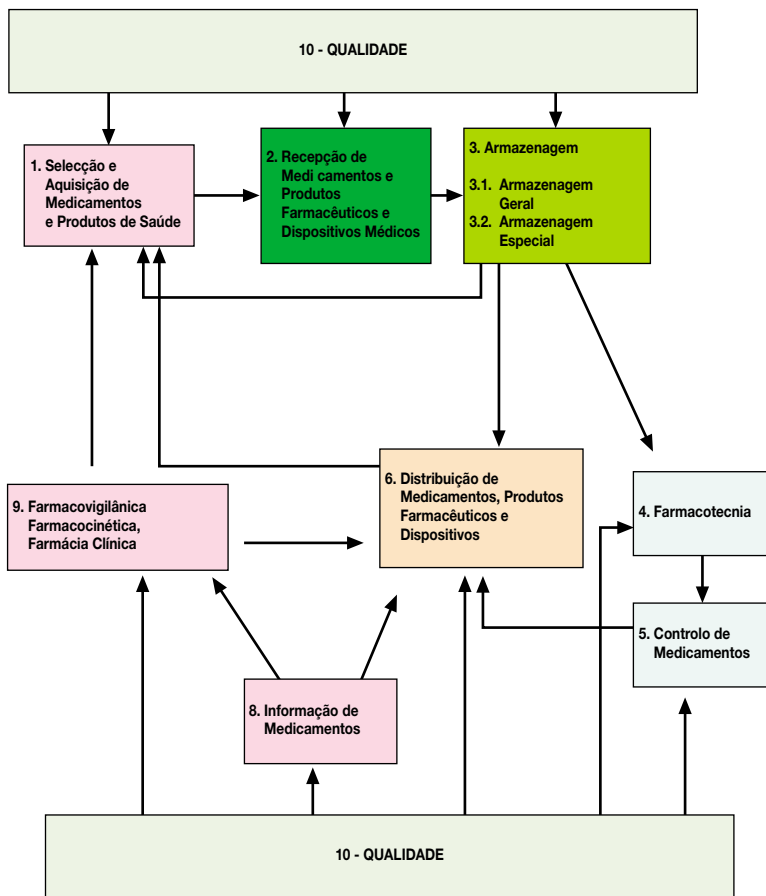 10 - QUALIDADE
1. Selecção e
Aquisição de
Medicamentos
e Produtos de Saúde
2. Recepção de
Medi camentos e
Produtos
Farmacêuticos e
Dispositivos Médicos
3. Armazenagem
3.1. Armazenagem
Geral
3.2. Armazenagem
Especial
9. Farmacovigilânica
Farmacocinética,
Farmácia Clínica
6. Distribuição de
Medicamentos, Produtos
Farmacêuticos e
Dispositivos
4. Farmacotecnia
5. Controlo de
Medicamentos
8. Informação de
Medicamentos
10 - QUALIDADE